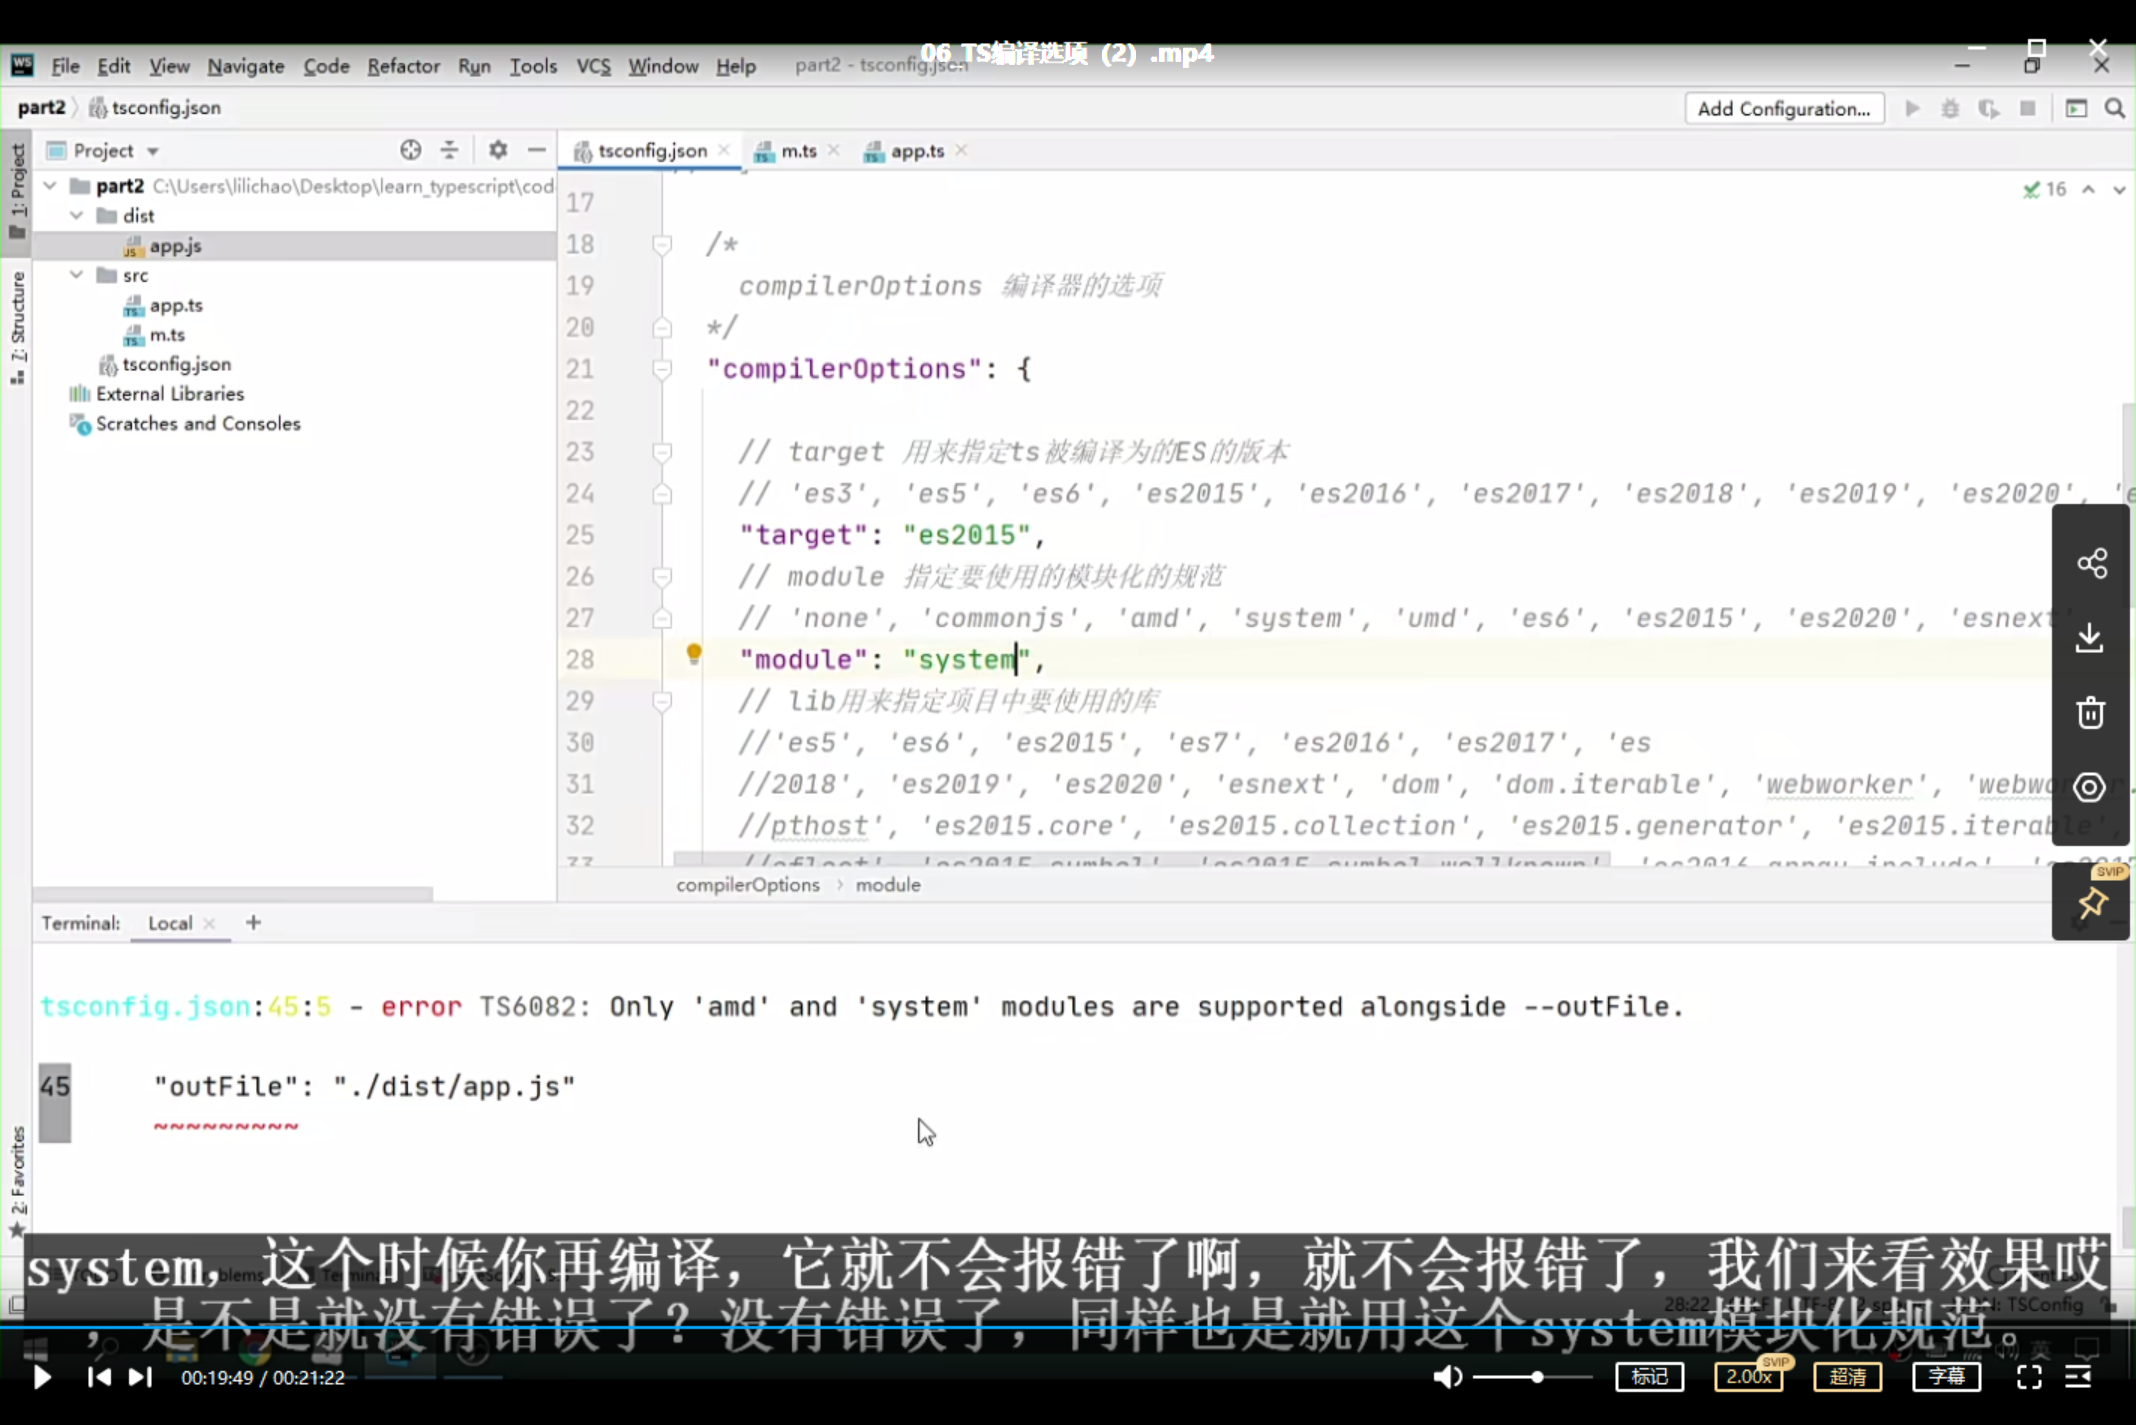 06_TS编译选项（2）.mp4
File Edit View Navigate Code Refactor Run Tools VCS Window Help part2 - tsconfig.json
part2 tsconfig.json
Add Configuration...
1: Project
7: Structure
2: Favorites
Project
part2 C:\Users\lilichao\Desktop\learn_typescript\cod
dist
app.js
src
app.ts
m.ts
tsconfig.json
External Libraries
Scratches and Consoles
tsconfig.json m.ts app.ts
16
17
18 /*
19 compilerOptions 编译器的选项
20 */
21 "compilerOptions": {
22
23 // target 用来指定ts被编译为的ES的版本
24 // 'es3', 'es5', 'es6', 'es2015', 'es2016', 'es2017', 'es2018', 'es2019', 'es2020',
25 "target": "es2015",
26 // module 指定要使用的模块化的规范
27 // 'none', 'commonjs', 'amd', 'system', 'umd', 'es6', 'es2015', 'es2020', 'esnext'
28 "module": "system",
29 // lib用来指定项目中要使用的库
30 //'es5', 'es6', 'es2015', 'es7', 'es2016', 'es2017', 'es
31 //2018', 'es2019', 'es2020', 'esnext', 'dom', 'dom.iterable', 'webworker',
32 //pthost', 'es2015.core', 'es2015.collection', 'es2015.generator', 'es2015.iterable',
compilerOptions › module
SVIP
Terminal: Local +
tsconfig.json:45:5 - error TS6082: Only 'amd' and 'system' modules are supported alongside --outFile.
45 "outFile": "./dist/app.js"
~~~~~~~~~
system，这个时候你再编译，它就不会报错了啊，就不会报错了，我们来看效果哎
，是不是就没有错误了？没有错误了，同样也是就用这个system模块化规范。
00:19:49 / 00:21:22
标记 2.00x SVIP 超清 字幕